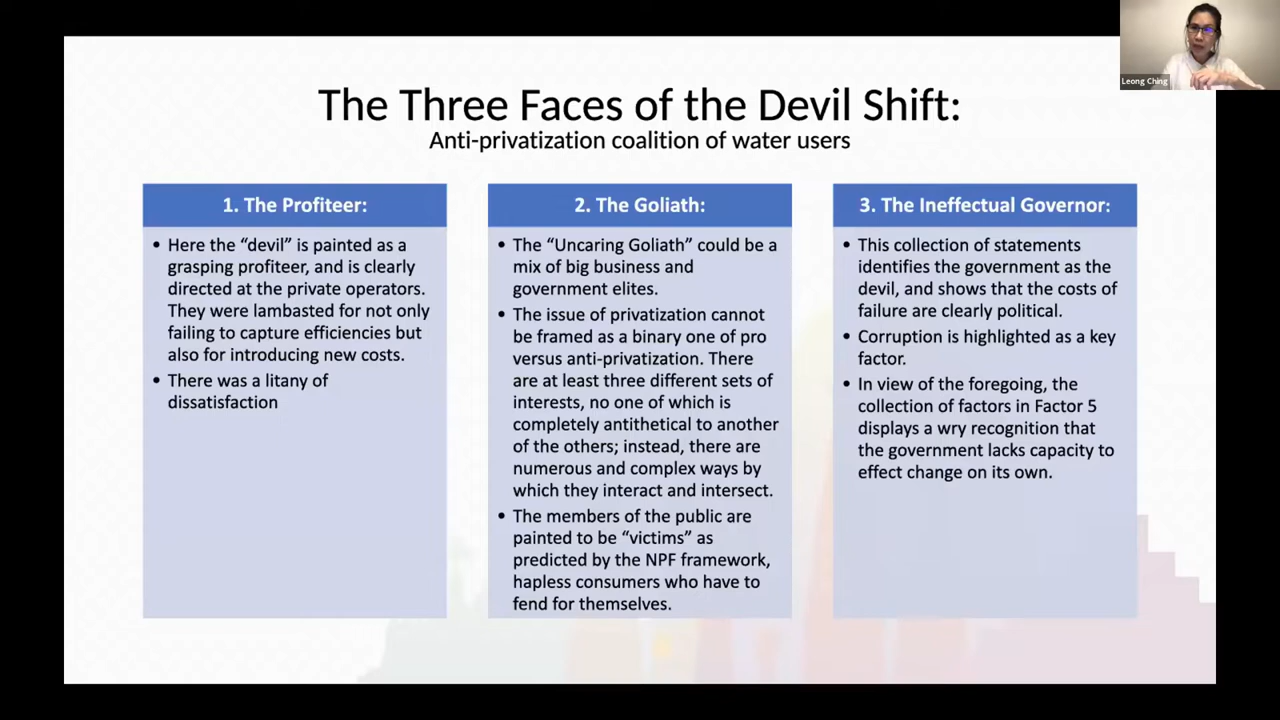 The Three Faces of the Devil Shift:
Anti-privatization coalition of water users
1. The Profiteer:
• Here the “devil” is painted as a
grasping profiteer, and is clearly
directed at the private operators.
They were lambasted for not only
failing to capture efficiencies but
also for introducing new costs.
• There was a litany of
dissatisfaction
2. The Goliath:
• The “Uncaring Goliath” could be a
mix of big business and
government elites.
• The issue of privatization cannot
be framed as a binary one of pro
versus anti-privatization. There
are at least three different sets of
interests, no one of which is
completely antithetical to another
of the others; instead, there are
numerous and complex ways by
which they interact and intersect.
• The members of the public are
painted to be “victims” as
predicted by the NPF framework,
hapless consumers who have to
fend for themselves.
3. The Ineffectual Governor:
• This collection of statements
identifies the government as the
devil, and shows that the costs of
failure are clearly political.
• Corruption is highlighted as a key
factor.
• In view of the foregoing, the
collection of factors in Factor 5
displays a wry recognition that
the government lacks capacity to
effect change on its own.
Leong Ching